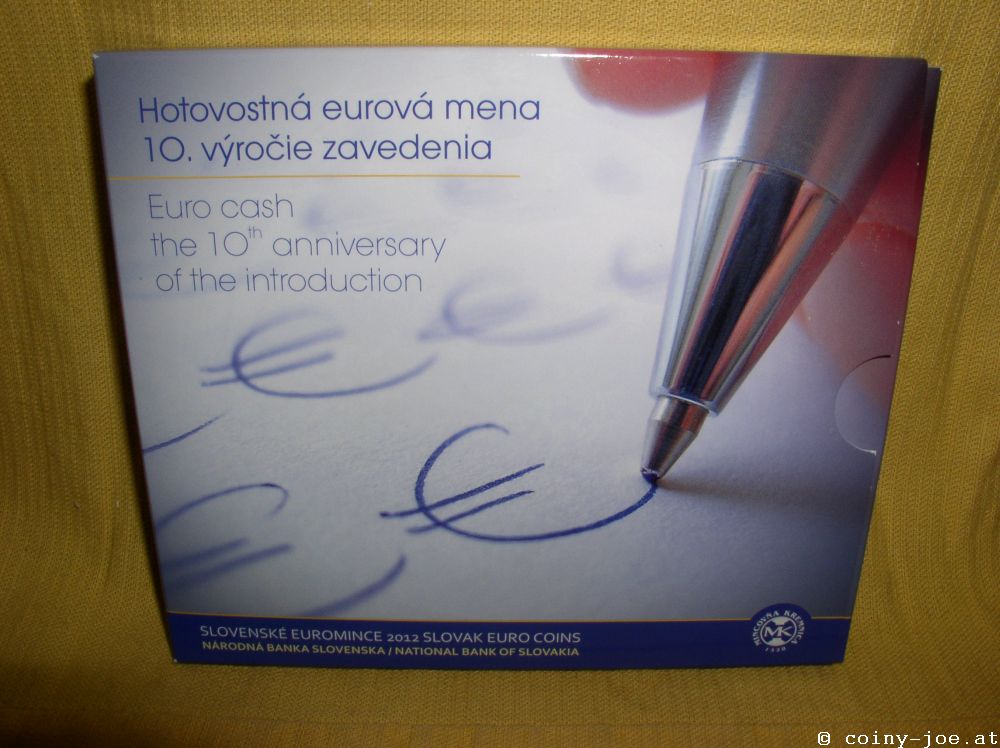 Hotovostná eurová mena
10. výročie zavedenia
Euro cash
the 10th anniversary
of the introduction
SLOVENSKÉ EUROMINCE 2012 SLOVAK EURO COINS
NÁRODNÁ BANKA SLOVENSKA / NATIONAL BANK OF SLOVAKIA
MINCOVŇA KREMNICA
MK
1328
© coiny-joe.at